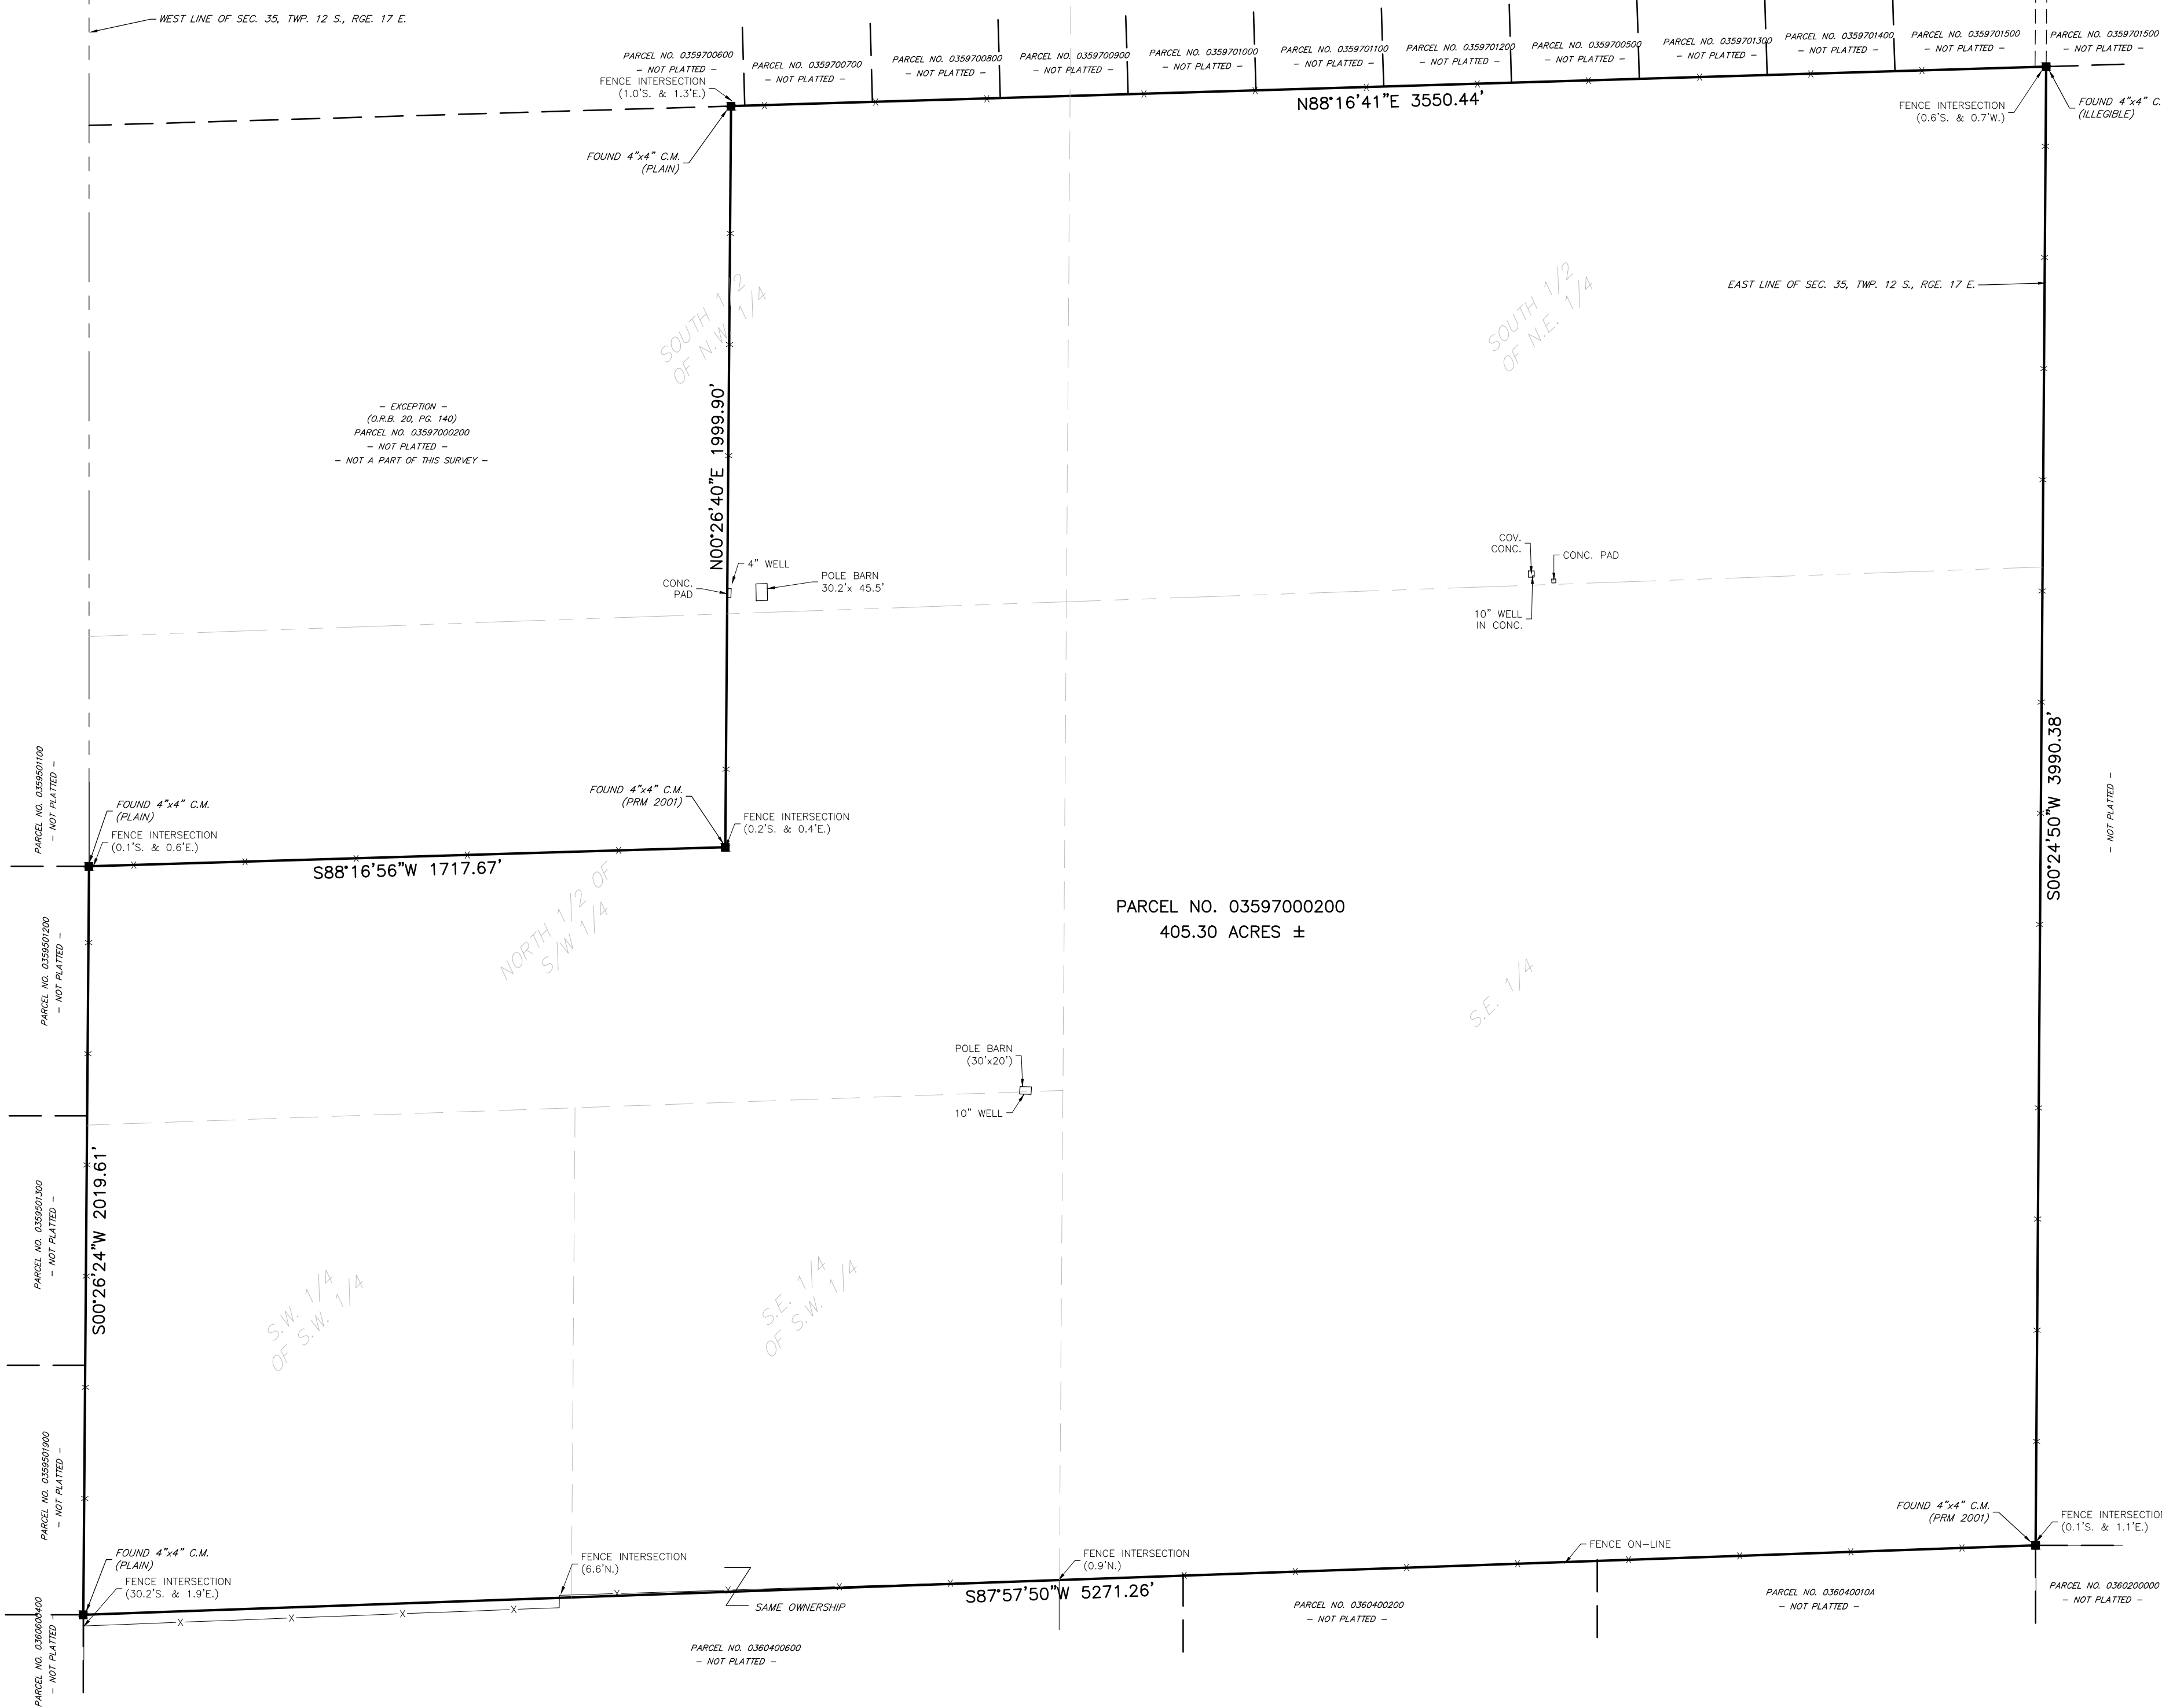 WEST LINE OF SEC. 35, TWP. 12 S., RGE. 17 E.
PARCEL NO. 0359700600
- NOT PLATTED -
PARCEL NO. 0359700700
- NOT PLATTED -
PARCEL NO. 0359700800
- NOT PLATTED -
PARCEL NO. 0359700900
- NOT PLATTED -
PARCEL NO. 0359701000
- NOT PLATTED -
PARCEL NO. 0359701100
- NOT PLATTED -
PARCEL NO. 0359701200
- NOT PLATTED -
PARCEL NO. 0359700500
- NOT PLATTED -
PARCEL NO. 0359701300
- NOT PLATTED -
PARCEL NO. 0359701400
- NOT PLATTED -
PARCEL NO. 0359701500
- NOT PLATTED -
PARCEL NO. 0359701500
- NOT PLATTED -
FENCE INTERSECTION
(1.0'S. & 1.3'E.)
N88°16'41"E 3550.44'
FENCE INTERSECTION
(0.6'S. & 0.7'W.)
FOUND 4"x4" C.
(ILLEGIBLE)
FOUND 4"x4" C.M.
(PLAIN)
EAST LINE OF SEC. 35, TWP. 12 S., RGE. 17 E.
SOUTH 1/2
OF N.W. 1/4
SOUTH 1/2
OF N.E. 1/4
- EXCEPTION -
(O.R.B. 20, PG. 140)
PARCEL NO. 03597000200
- NOT PLATTED -
- NOT A PART OF THIS SURVEY -
N00°26'40"E 1999.90'
4" WELL
CONC.
PAD
POLE BARN
30.2'x 45.5'
COV.
CONC.
CONC. PAD
10" WELL
IN CONC.
S00°24'50"W 3990.38'
- NOT PLATTED -
PARCEL NO. 0359501100
- NOT PLATTED -
FOUND 4"x4" C.M.
(PLAIN)
FENCE INTERSECTION
(0.1'S. & 0.6'E.)
FOUND 4"x4" C.M.
(PRM 2001)
FENCE INTERSECTION
(0.2'S. & 0.4'E.)
S88°16'56"W 1717.67'
NORTH 1/2 OF
S/W 1/4
PARCEL NO. 03597000200
405.30 ACRES ±
PARCEL NO. 0359501200
- NOT PLATTED -
S.E. 1/4
POLE BARN
(30'x20')
10" WELL
S00°26'24"W 2019.61'
PARCEL NO. 0359501300
- NOT PLATTED -
S.W. 1/4
OF S.W. 1/4
S.E. 1/4
OF S.W. 1/4
PARCEL NO. 0359501900
- NOT PLATTED -
FOUND 4"x4" C.M.
(PLAIN)
FENCE INTERSECTION
(30.2'S. & 1.9'E.)
FENCE INTERSECTION
(6.6'N.)
SAME OWNERSHIP
FENCE INTERSECTION
(0.9'N.)
S87°57'50"W 5271.26'
FENCE ON-LINE
FOUND 4"x4" C.M.
(PRM 2001)
FENCE INTERSECTION
(0.1'S. & 1.1'E.)
PARCEL NO. 0360600400
- NOT PLATTED -
PARCEL NO. 0360400600
- NOT PLATTED -
PARCEL NO. 0360400200
- NOT PLATTED -
PARCEL NO. 036040010A
- NOT PLATTED -
PARCEL NO. 0360200000
- NOT PLATTED -